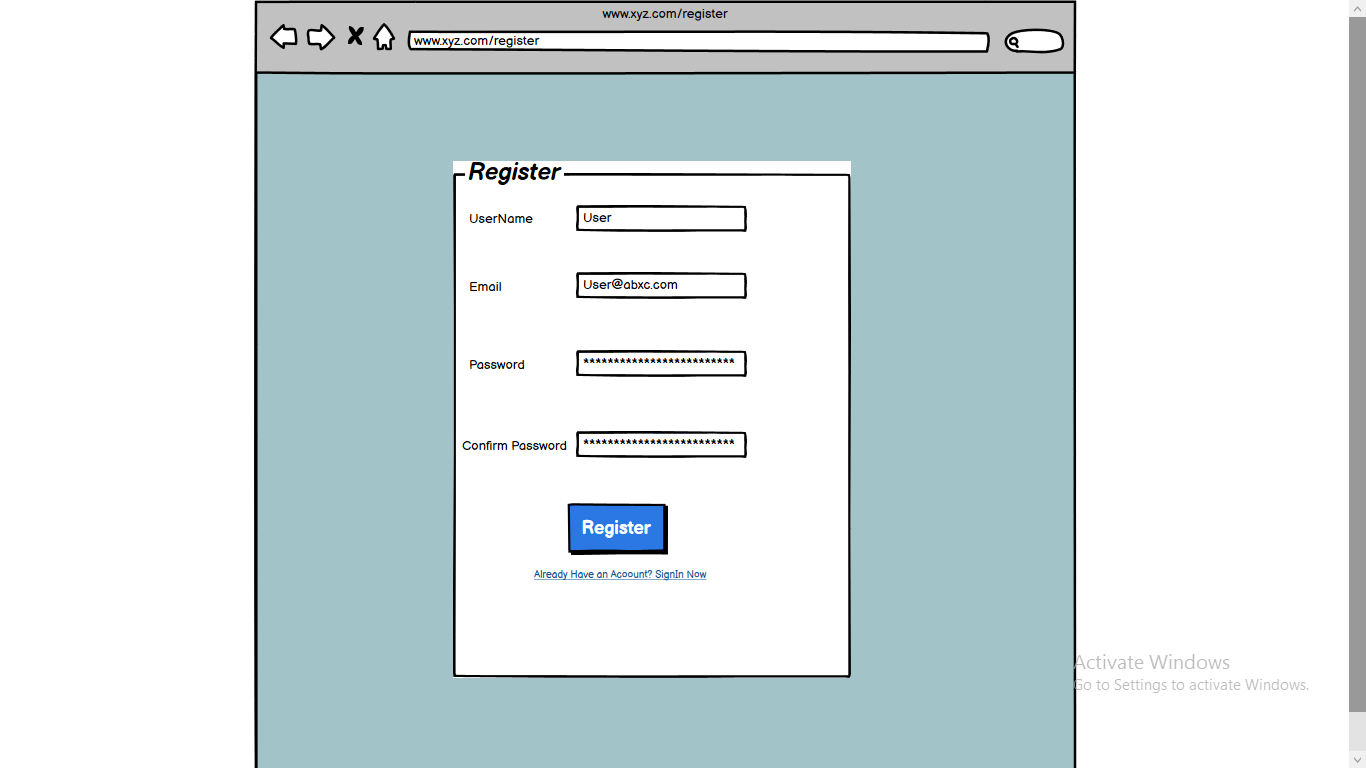 www.xyz.com/register
www.xyz.com/register
Register
UserName
User
Email
User@abxc.com
Password
*************************
Confirm Password
*************************
Register
Already Have an Acoount? SignIn Now
Activate Windows
Go to Settings to activate Windows.